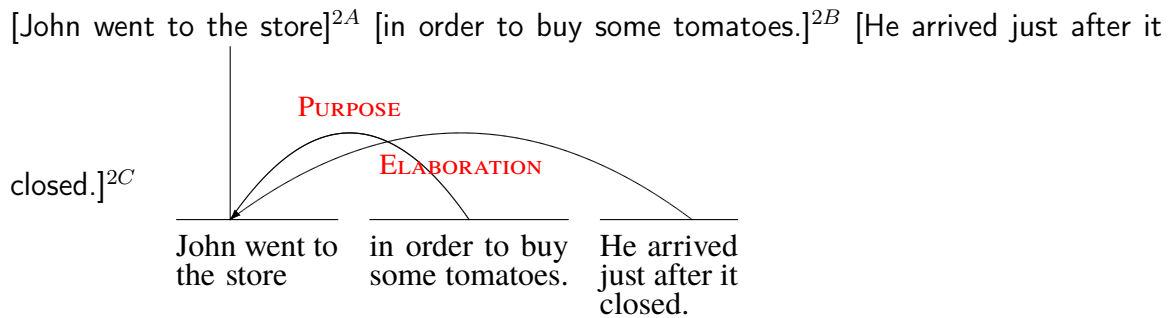 [John went to the store]2A [in order to buy some tomatoes.]2B [He arrived just after it
PURPOSE
ELABORATION
closed.]2C
John went to the store
in order to buy some tomatoes.
He arrived just after it closed.